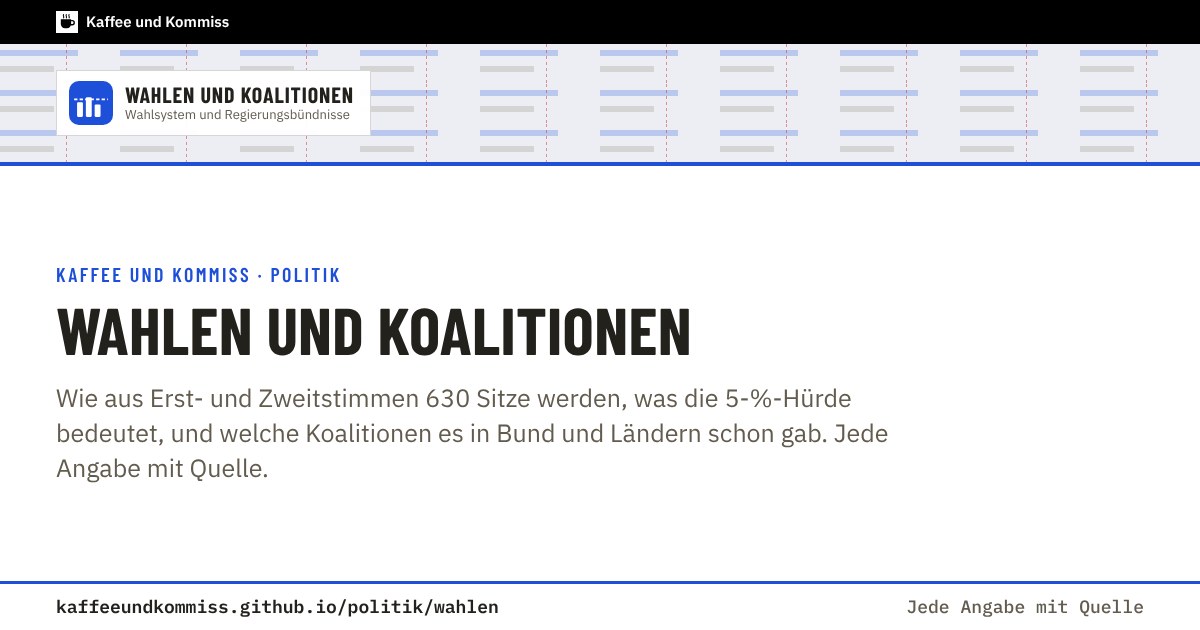 Kaffee und Kommiss
WAHLEN UND KOALITIONEN
Wahlsystem und Regierungsbündnisse
KAFFEE UND KOMMISS · POLITIK
WAHLEN UND KOALITIONEN
Wie aus Erst- und Zweitstimmen 630 Sitze werden, was die 5-%-Hürde
bedeutet, und welche Koalitionen es in Bund und Ländern schon gab. Jede
Angabe mit Quelle.
kaffeeundkommiss.github.io/politik/wahlen
Jede Angabe mit Quelle